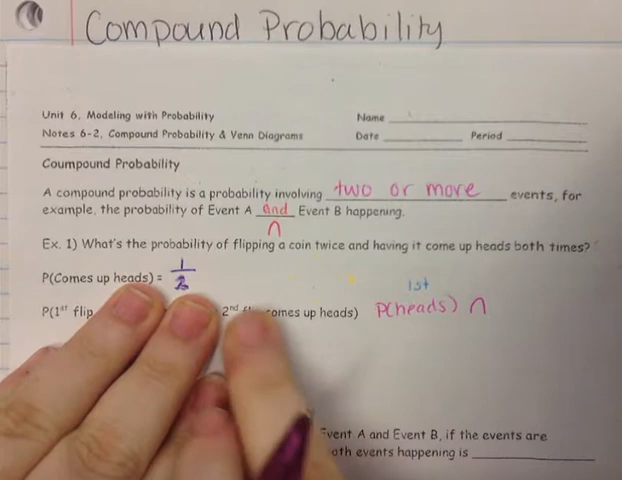 Compound Probability
Unit 6, Modeling with Probability Name
Notes 6-2, Compound Probability & Venn Diagrams Date Period
Coumpound Probability
A compound probability is a probability involving two or more events, for
example, the probability of Event A and Event B happening.
∩
Ex. 1) What's the probability of flipping a coin twice and having it come up heads both times?
P(Comes up heads) = 1/2
1st
P(1st flip 2nd comes up heads) P(heads) ∩
Event A and Event B, if the events are
both events happening is